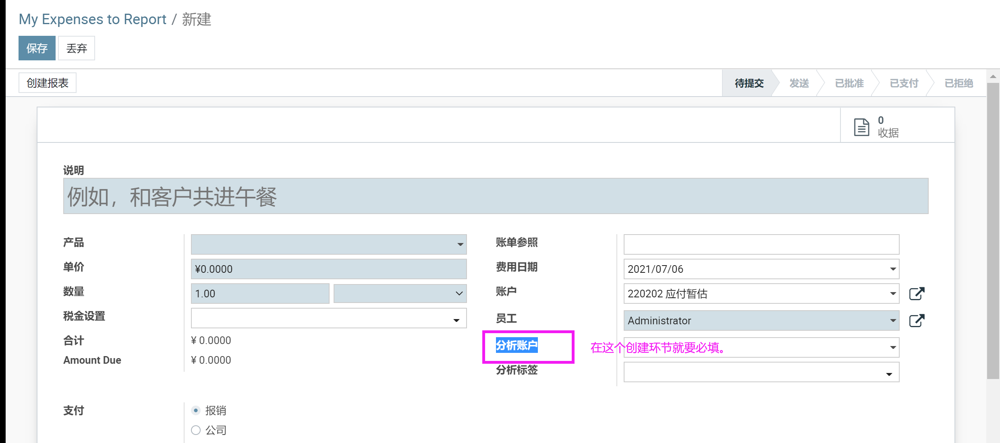 My Expenses to Report / 新建
保存 丢弃
创建报表 待提交 发送 已批准 已支付 已拒绝
0
收据
说明
例如，和客户共进午餐
产品
单价 ¥0.0000
数量 1.00
税金设置
合计 ¥ 0.0000
Amount Due ¥ 0.0000
账单参照
费用日期 2021/07/06
账户 220202 应付暂估
员工 Administrator
分析账户 在这个创建环节就要必填。
分析标签
支付 报销
公司